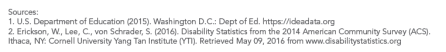 Sources:
1. U.S. Department of Education (2015). Washington D.C.: Dept of Ed. https://ideadata.org
2. Erickson, W., Lee, C., von Schrader, S. (2016). Disability Statistics from the 2014 American Community Survey (ACS).
Ithaca, NY: Cornell University Yang Tan Institute (YTI). Retrieved May 09, 2016 from www.disabilitystatistics.org